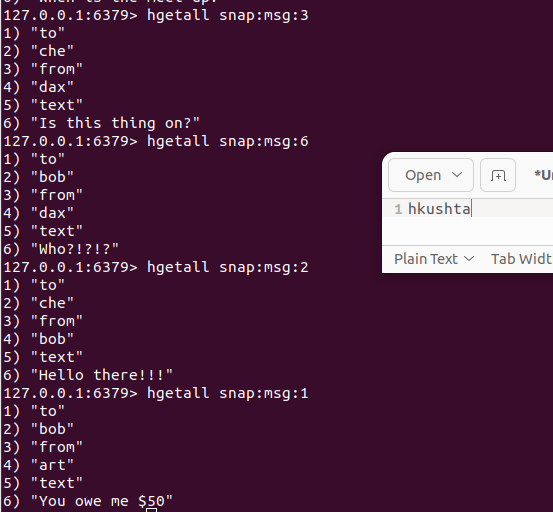 127.0.0.1:6379> hgetall snap:msg:3
1) "to"
2) "che"
3) "from"
4) "dax"
5) "text"
6) "Is this thing on?"
127.0.0.1:6379> hgetall snap:msg:6
1) "to"
2) "bob"
3) "from"
4) "dax"
5) "text"
6) "Who?!?!?"
127.0.0.1:6379> hgetall snap:msg:2
1) "to"
2) "che"
3) "from"
4) "bob"
5) "text"
6) "Hello there!!!"
127.0.0.1:6379> hgetall snap:msg:1
1) "to"
2) "bob"
3) "from"
4) "art"
5) "text"
6) "You owe me $50"
Open
1 hkushta
Plain Text Tab